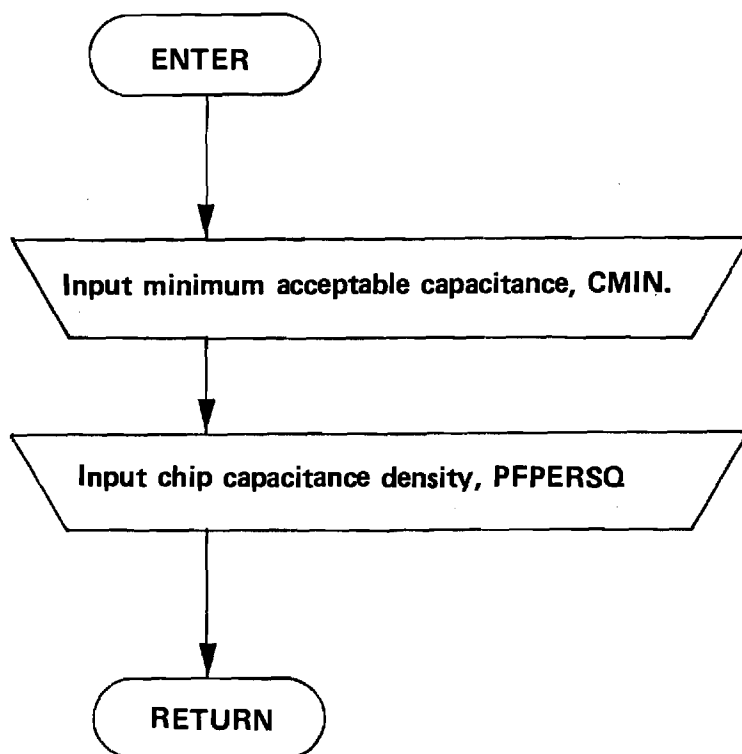 ENTER
Input minimum acceptable capacitance, CMIN.
Input chip capacitance density, PFPERSQ
RETURN